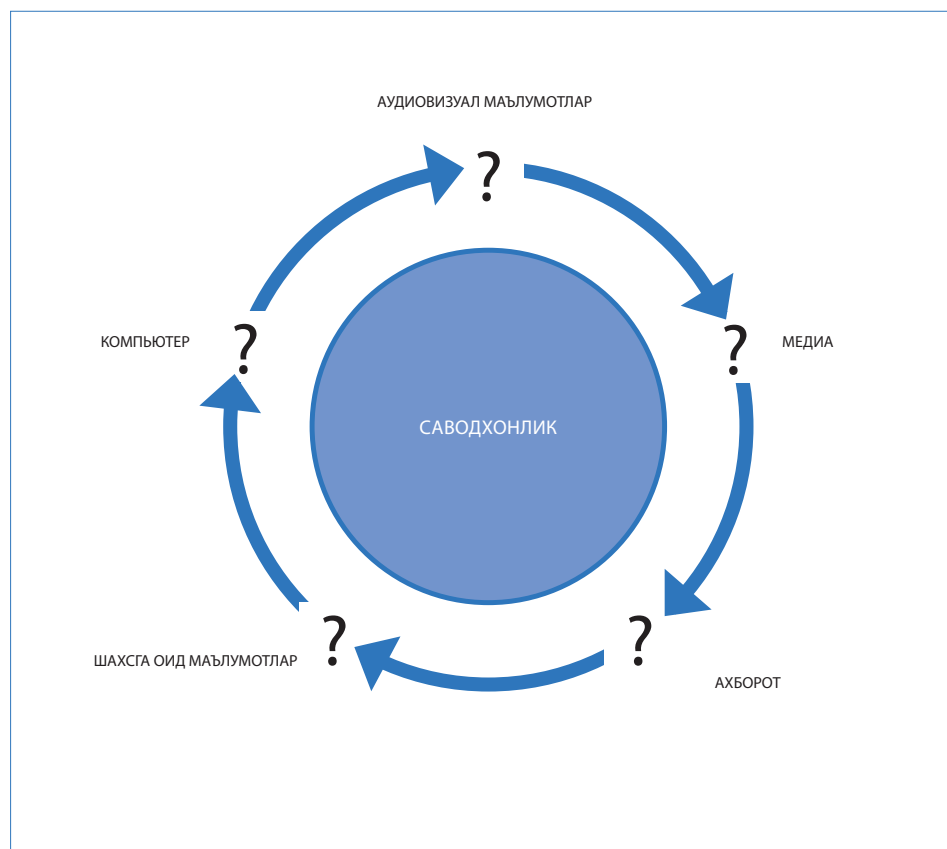 АУДИОВИЗУАЛ МАЪЛУМОТЛАР
?
КОМПЬЮТЕР
?
?
МЕДИА
САВОДХОНЛИК
ШАХСГА ОИД МАЪЛУМОТЛАР
?
?
АХБОРОТ